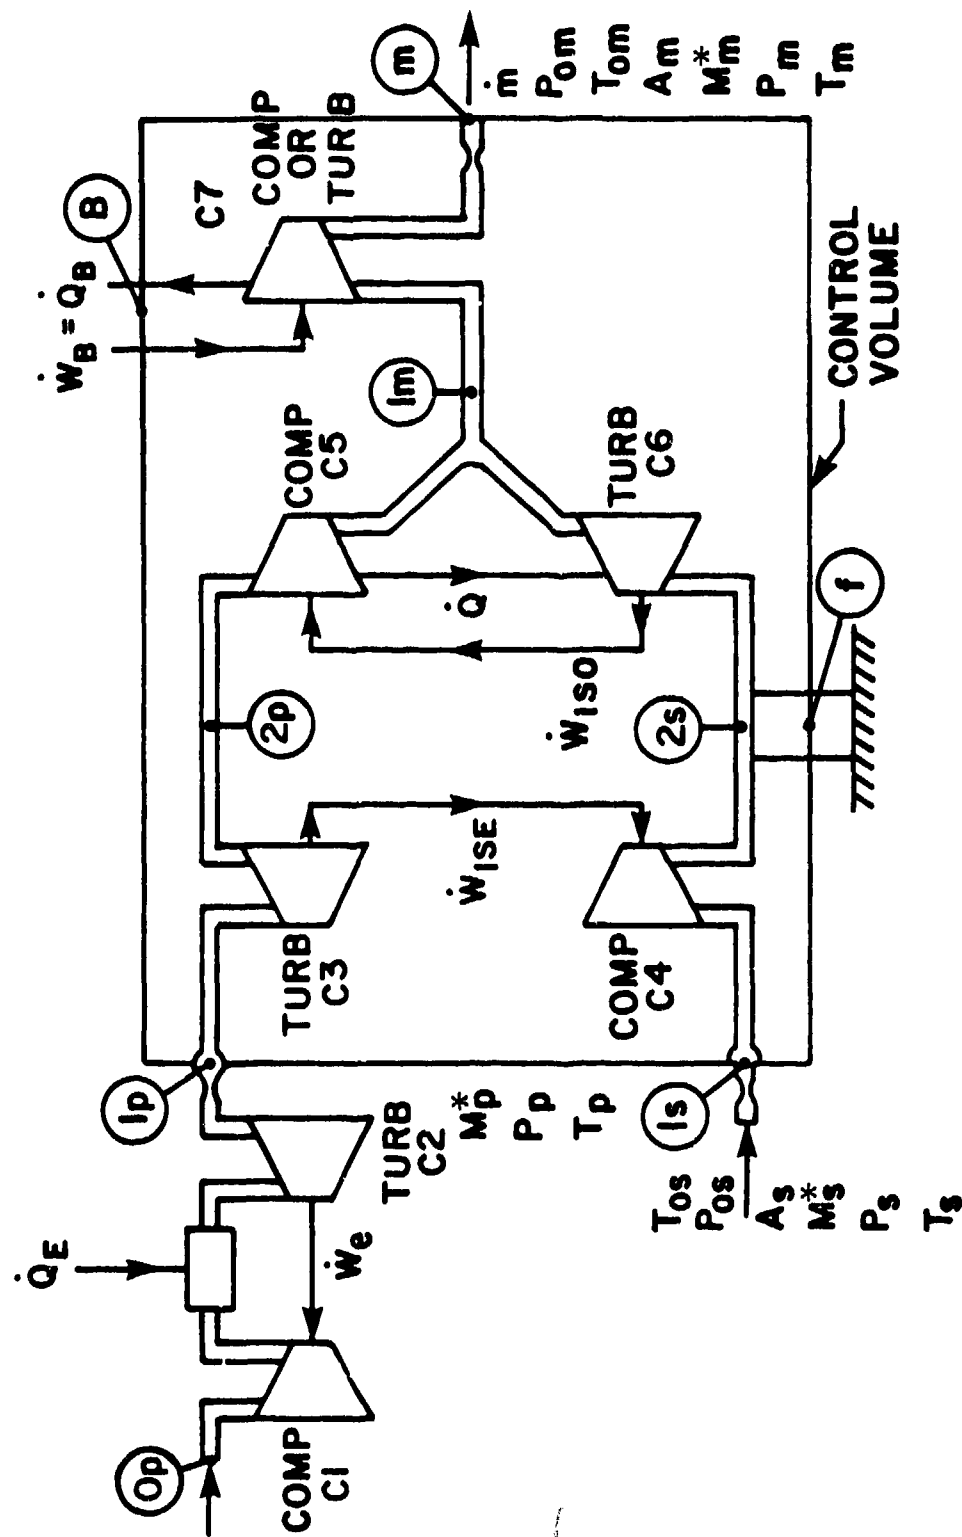 0p
COMP
C1
Q̇E
Ẇe
TURB
C2
1p
M*p
Pp
Tp
Tos
Pos
As
M*s
Ps
Ts
1s
TURB
C3
COMP
C4
ẆISE
2p
2s
ẆISO
Q̇
COMP
C5
TURB
C6
f
1m
ẆB = Q̇B
B
C7
COMP
OR
TURB
CONTROL
VOLUME
m
ṁ
Pom
Tom
Am
M*m
Pm
Tm